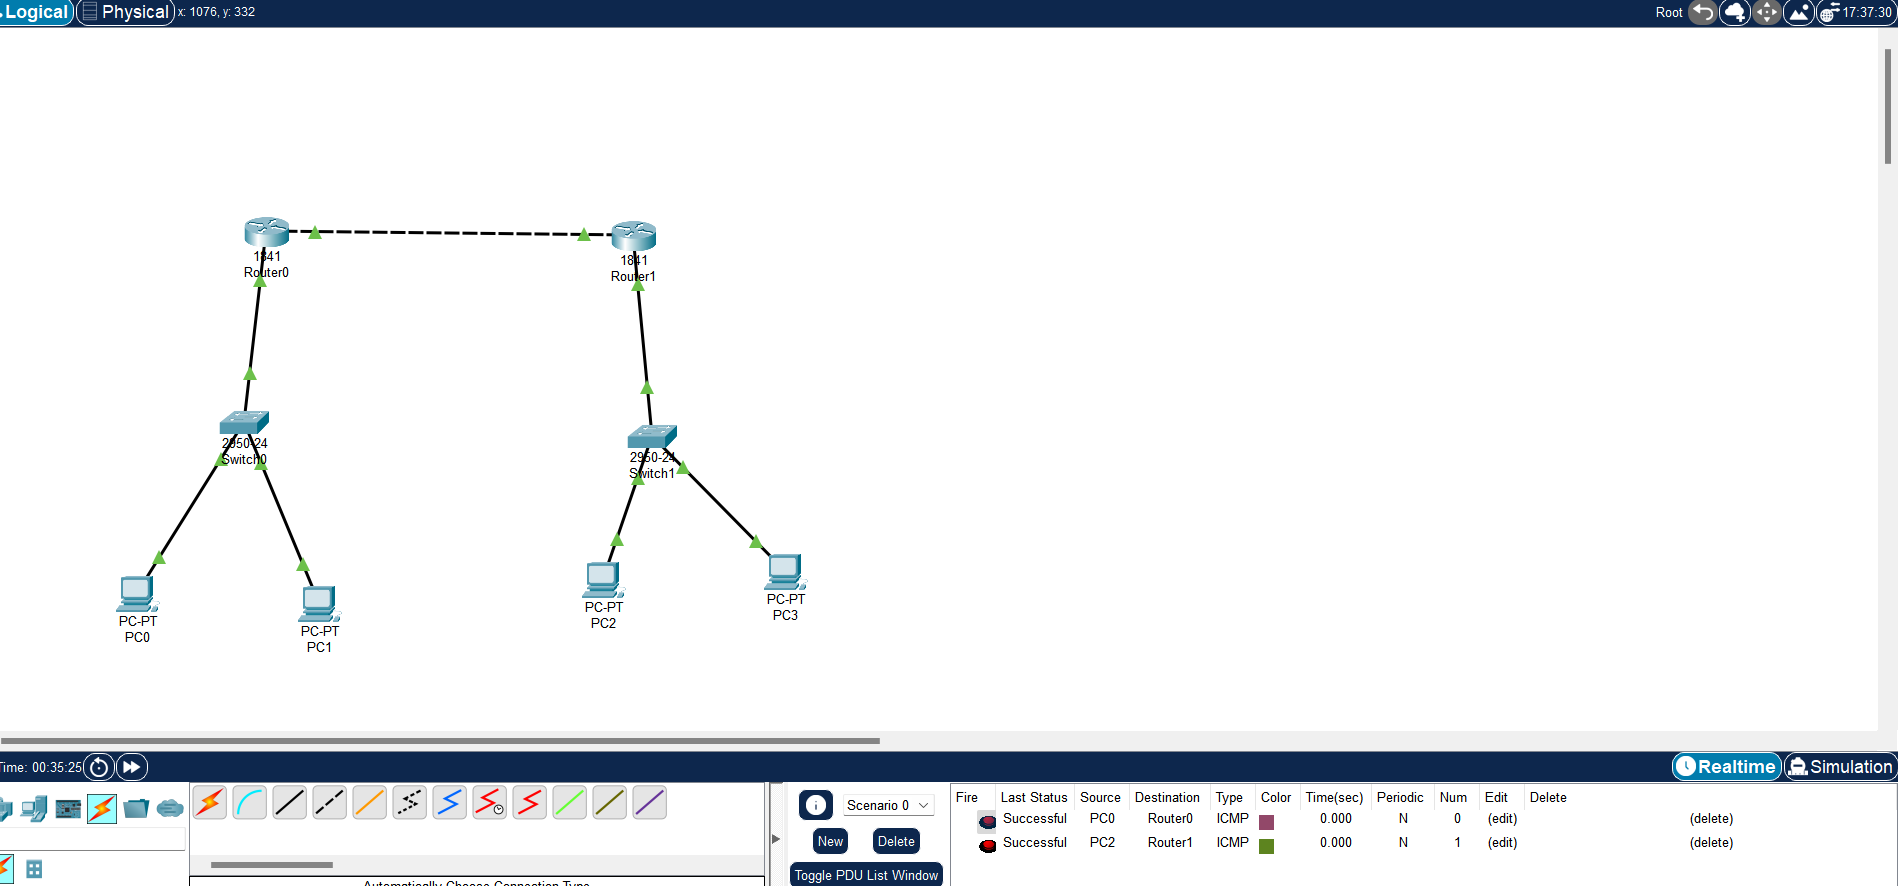 Logical Physical x: 1076, y: 332 Root 17:37:30
1841
Router0
1841
Router1
2950-24
Switch0
2950-24
Switch1
PC-PT
PC0
PC-PT
PC1
PC-PT
PC2
PC-PT
PC3
Time: 00:35:25 Realtime Simulation
Scenario 0
New Delete
Toggle PDU List Window
Fire Last Status Source Destination Type Color Time(sec) Periodic Num Edit Delete
Successful PC0 Router0 ICMP 0.000 N 0 (edit) (delete)
Successful PC2 Router1 ICMP 0.000 N 1 (edit) (delete)
Automatically Choose Connection Type